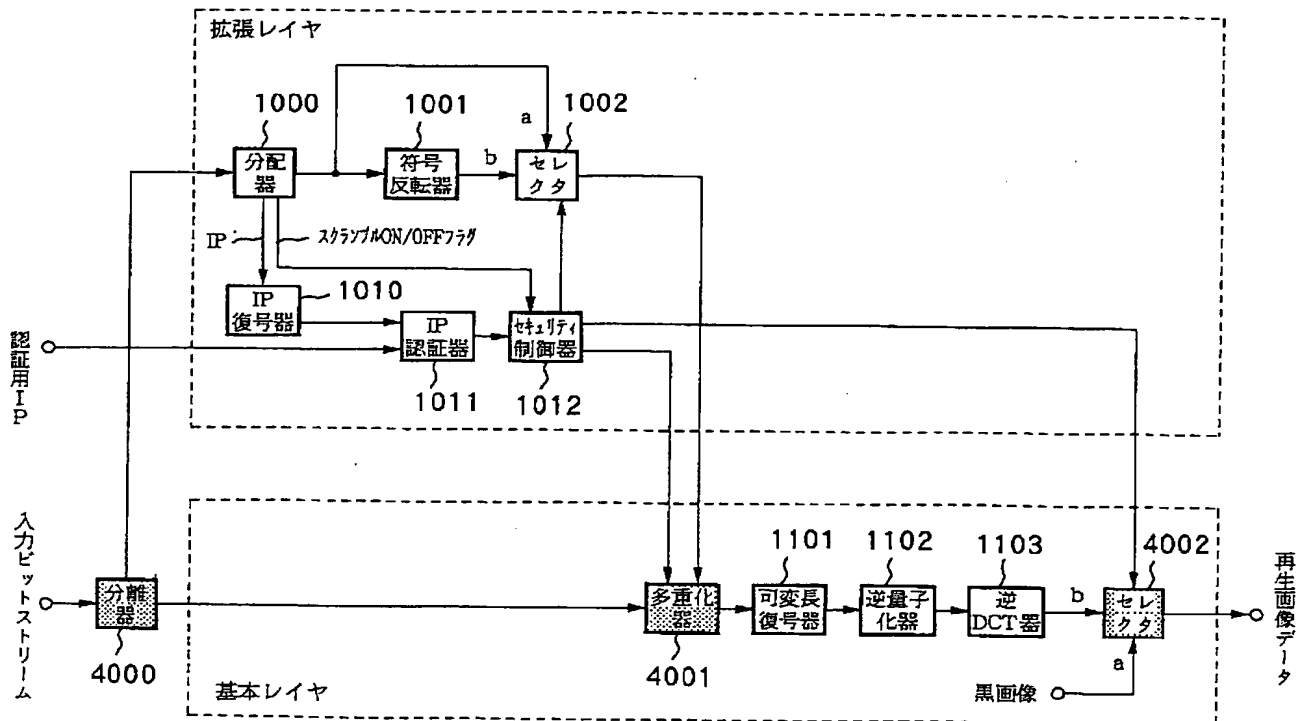 拡張レイヤ
1000
1001
1002
a
分配
器
符号
反転器
b
セレ
クタ
IP
スクランブルON/OFFフラグ
IP
復号器
1010
IP
認証器
1011
セキュリティ
制御器
1012
認証用IP
入力ビットストリーム
分離
器
4000
基本レイヤ
多重化
器
4001
1101
可変長
復号器
1102
逆量子
化器
1103
逆
DCT器
b
4002
セレ
クタ
a
黒画像
再生画像データ